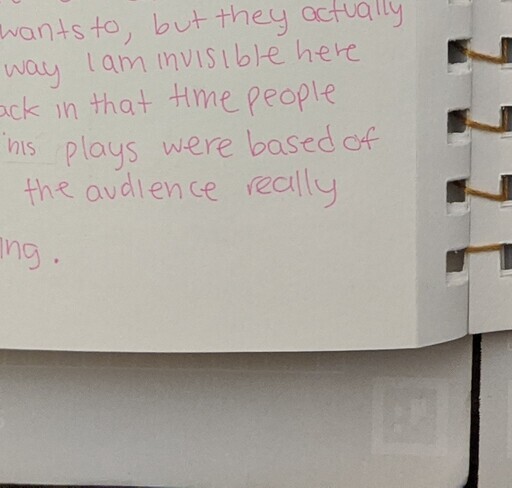 wants to, but they actually
way I am invisible here
ack in that time people
his plays were based of
the audience really
ing.